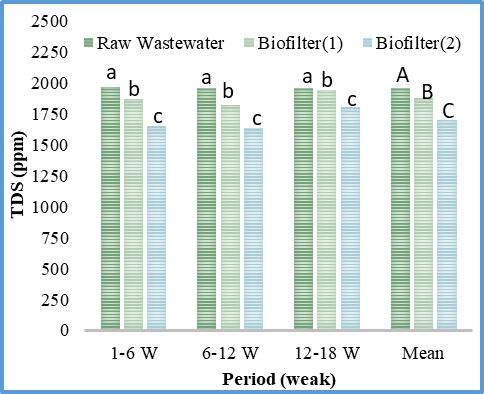 2500
2250
2000
1750
1500
1250
1000
750
500
250
0
TDS (ppm)
Raw Wastewater Biofilter(1) Biofilter(2)
a b c a b c a b c A B C
1-6 W 6-12 W 12-18 W Mean
Period (weak)